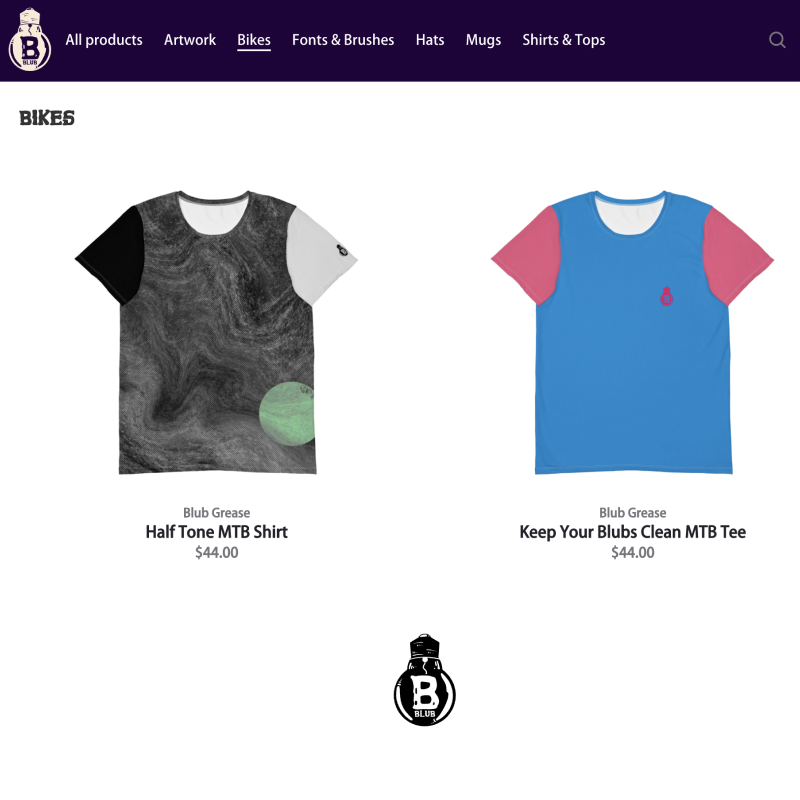 B
BLUB
All products
Artwork
Bikes
Fonts & Brushes
Hats
Mugs
Shirts & Tops
BIKES
Blub Grease
Half Tone MTB Shirt
$44.00
Blub Grease
Keep Your Blubs Clean MTB Tee
$44.00
B
BLUB